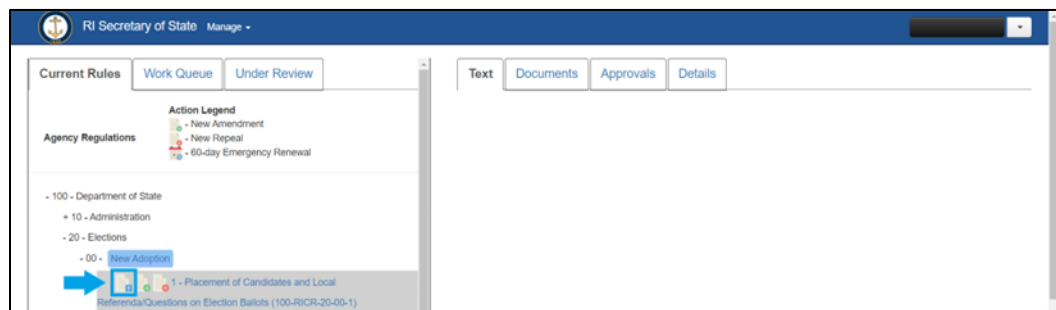 RI Secretary of State Manage
Current Rules Work Queue Under Review
Text Documents Approvals Details
Action Legend
Agency Regulations
- New Amendment
- New Repeal
- 60-day Emergency Renewal
- 100 - Department of State
+ 10 - Administration
- 20 - Elections
- 00 - New Adoption
1 - Placement of Candidates and Local
Referenda/Questions on Election Ballots (100-RICR-20-00-1)